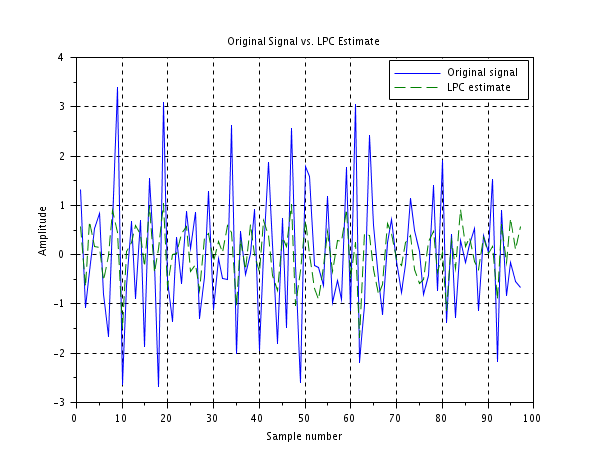 Original Signal vs. LPC Estimate
Original signal
LPC estimate
Amplitude
4
3
2
1
0
-1
-2
-3
0 10 20 30 40 50 60 70 80 90 100
Sample number